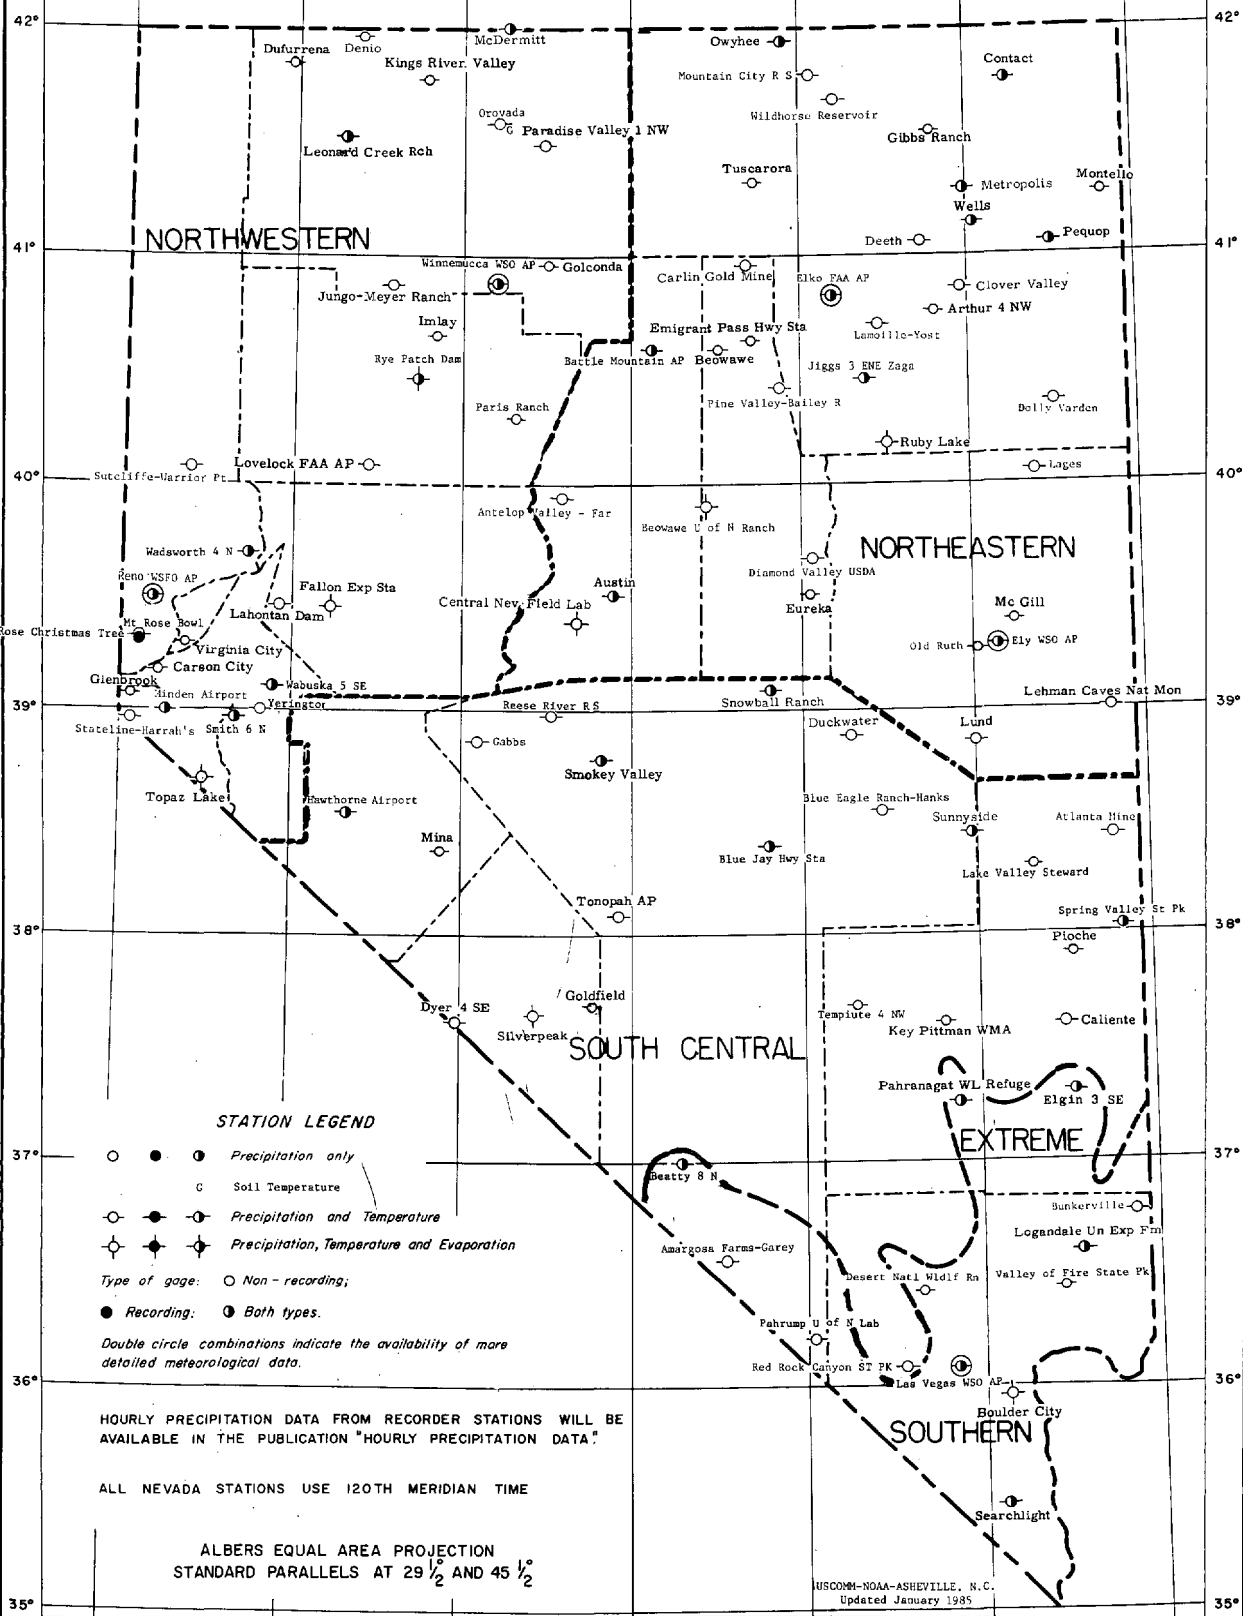 42°
42°
McDermitt
Denio
Dufurrena
Kings River Valley
Owyhee
Contact
Mountain City R S
Wildhorse Reservoir
Orovada
G
Paradise Valley 1 NW
Leonard Creek Rch
Gibbs Ranch
Tuscarora
Metropolis
Montello
Wells
Deeth
Pequop
NORTHWESTERN
41°
41°
Winnemucca WSO AP
Golconda
Carlin Gold Mine
Elko FAA AP
Clover Valley
Jungo-Meyer Ranch
Arthur 4 NW
Imlay
Emigrant Pass Hwy Sta
Lamoille-Yost
Rye Patch Dam
Battle Mountain AP
Beowawe
Jiggs 3 ENE Zaga
Paris Ranch
Pine Valley-Bailey R
Dolly Varden
Ruby Lake
Lovelock FAA AP
Lages
Sutcliffe-Warrior Pt
40°
40°
Antelop Valley - Far
Beowawe U of N Ranch
NORTHEASTERN
Wadsworth 4 N
Diamond Valley USDA
Reno WSFO AP
Fallon Exp Sta
Austin
Lahontan Dam
Central Nev Field Lab
Eureka
Mc Gill
Mt Rose Bowl
Rose Christmas Tree
Virginia City
Old Ruth
Ely WSO AP
Carson City
Glenbrook
Minden Airport
Wabuska 5 SE
Lehman Caves Nat Mon
39°
39°
Yerington
Reese River R S
Snowball Ranch
Stateline-Harrah's
Smith 6 N
Duckwater
Lund
Gabbs
Smokey Valley
Topaz Lake
Hawthorne Airport
Blue Eagle Ranch-Hanks
Sunnyside
Atlanta Mine
Mina
Blue Jay Hwy Sta
Lake Valley Steward
Tonopah AP
Spring Valley St Pk
38°
38°
Pioche
Dyer 4 SE
Goldfield
Silverpeak
Tempiute 4 NW
Key Pittman WMA
Caliente
SOUTH CENTRAL
Pahranagat WL Refuge
Elgin 3 SE
EXTREME
STATION LEGEND
37°
37°
Precipitation only
G Soil Temperature
Precipitation and Temperature
Precipitation, Temperature and Evaporation
Type of gage: Non - recording;
Recording: Both types.
Double circle combinations indicate the availability of more
detailed meteorological data.
Beatty 8 N
Bunkerville
Logandale Un Exp Fm
Amargosa Farms-Garey
Desert Natl Wldlf Rn
Valley of Fire State Pk
Pahrump U of N Lab
Red Rock Canyon ST PK
Las Vegas WSO AP
36°
36°
Boulder City
SOUTHERN
HOURLY PRECIPITATION DATA FROM RECORDER STATIONS WILL BE
AVAILABLE IN THE PUBLICATION "HOURLY PRECIPITATION DATA".
ALL NEVADA STATIONS USE 120TH MERIDIAN TIME
Searchlight
ALBERS EQUAL AREA PROJECTION
STANDARD PARALLELS AT 29 1/2° AND 45 1/2°
USCOMM-NOAA-ASHEVILLE, N.C.
Updated January 1985
35°
35°